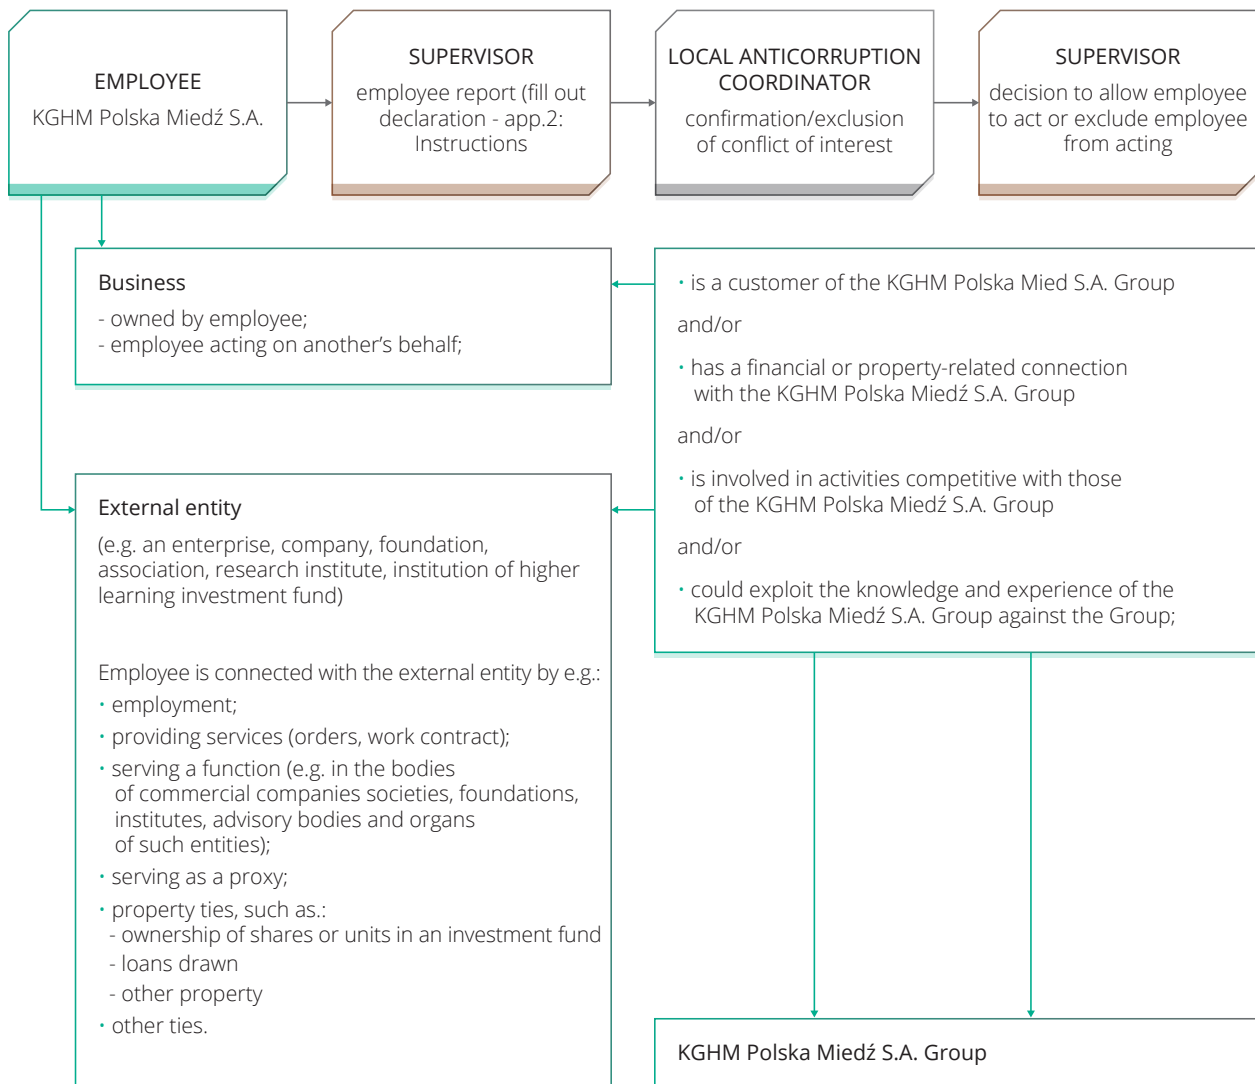 EMPLOYEE
KGHM Polska Miedź S.A.
SUPERVISOR
employee report (fill out
declaration - app.2:
Instructions
LOCAL ANTICORRUPTION
COORDINATOR
confirmation/exclusion
of conflict of interest
SUPERVISOR
decision to allow employee
to act or exclude employee
from acting
Business
- owned by employee;
- employee acting on another’s behalf;
• is a customer of the KGHM Polska Mied S.A. Group
and/or
• has a financial or property-related connection
with the KGHM Polska Miedź S.A. Group
and/or
• is involved in activities competitive with those
of the KGHM Polska Miedź S.A. Group
and/or
• could exploit the knowledge and experience of the
KGHM Polska Miedź S.A. Group against the Group;
External entity
(e.g. an enterprise, company, foundation,
association, research institute, institution of higher
learning investment fund)
Employee is connected with the external entity by e.g.:
• employment;
• providing services (orders, work contract);
• serving a function (e.g. in the bodies
of commercial companies societies, foundations,
institutes, advisory bodies and organs
of such entities);
• serving as a proxy;
• property ties, such as.:
- ownership of shares or units in an investment fund
- loans drawn
- other property
• other ties.
KGHM Polska Miedź S.A. Group